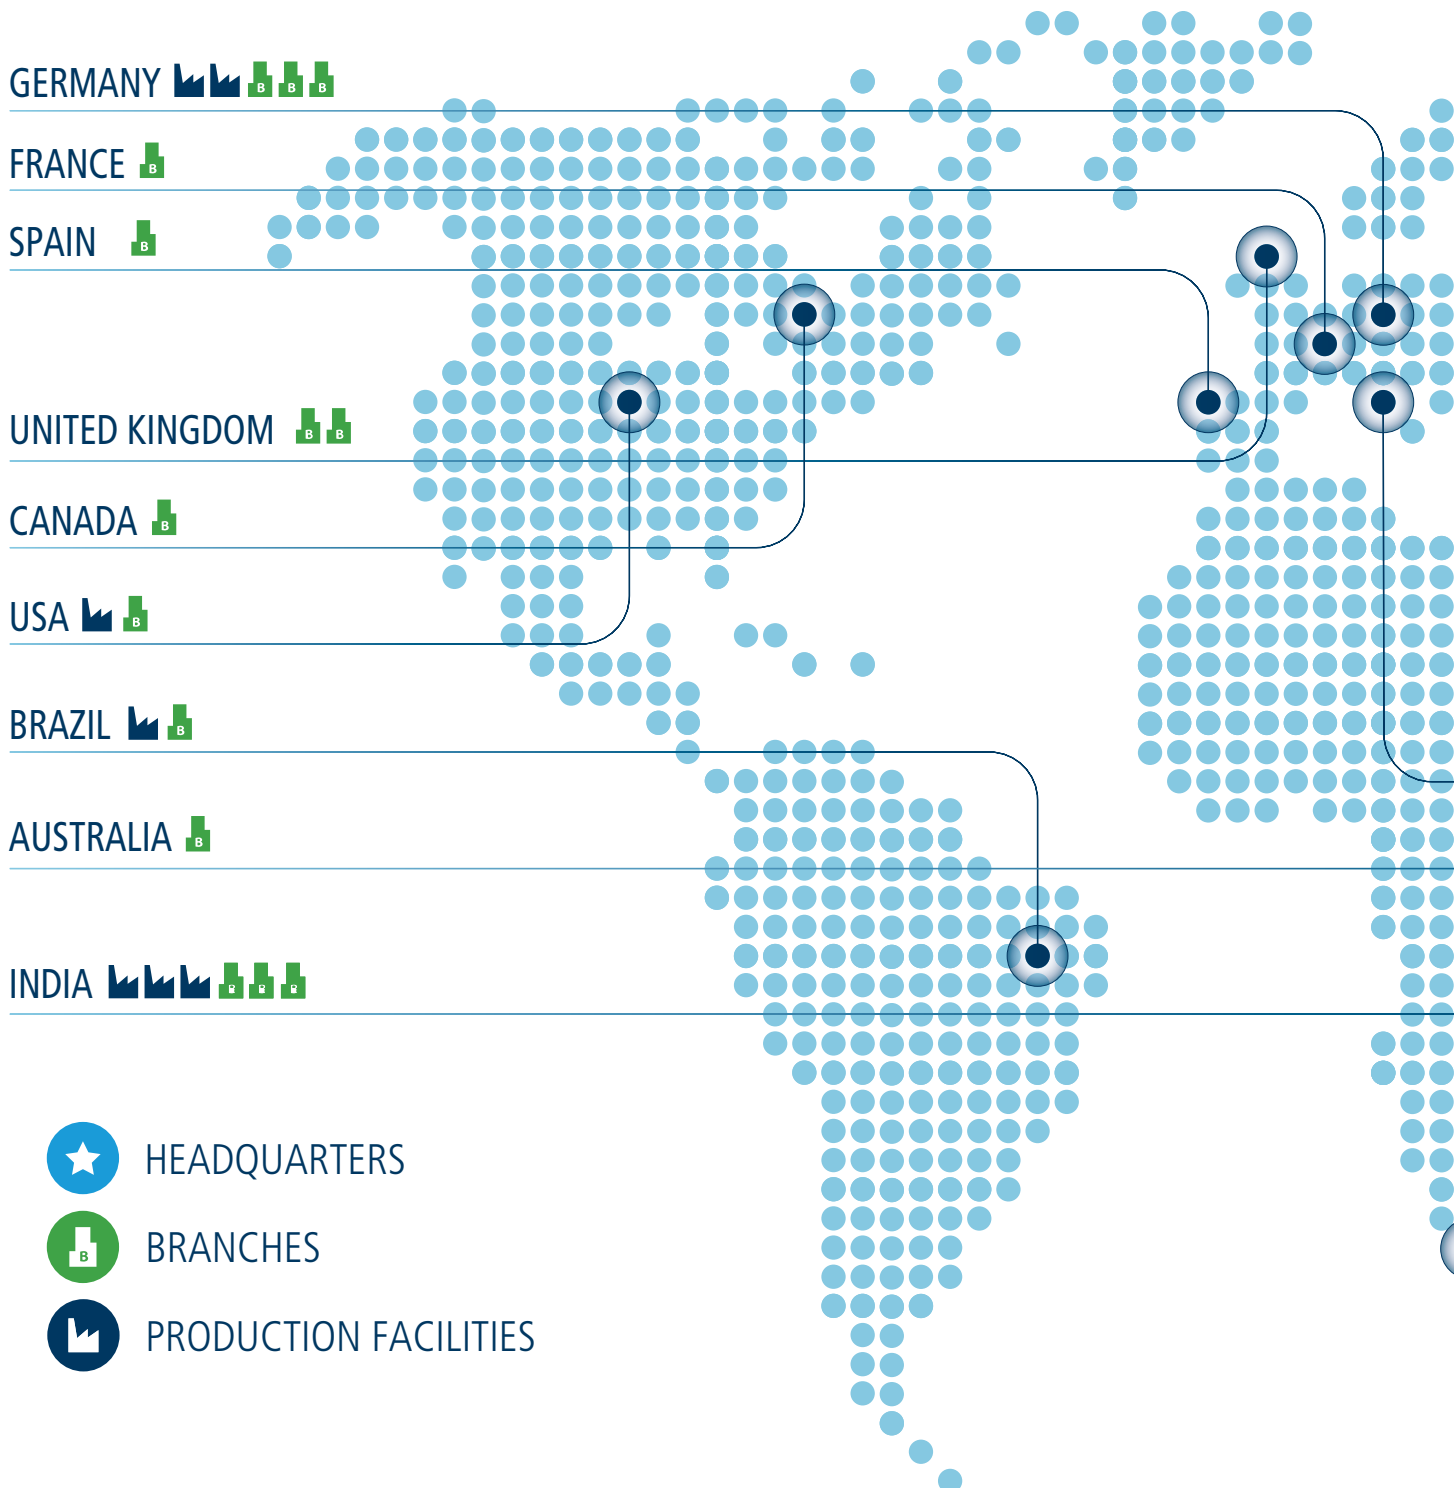 GERMANY B B B
FRANCE B
SPAIN B
UNITED KINGDOM B B
CANADA B
USA B
BRAZIL B
AUSTRALIA B
INDIA
HEADQUARTERS
B BRANCHES
PRODUCTION FACILITIES